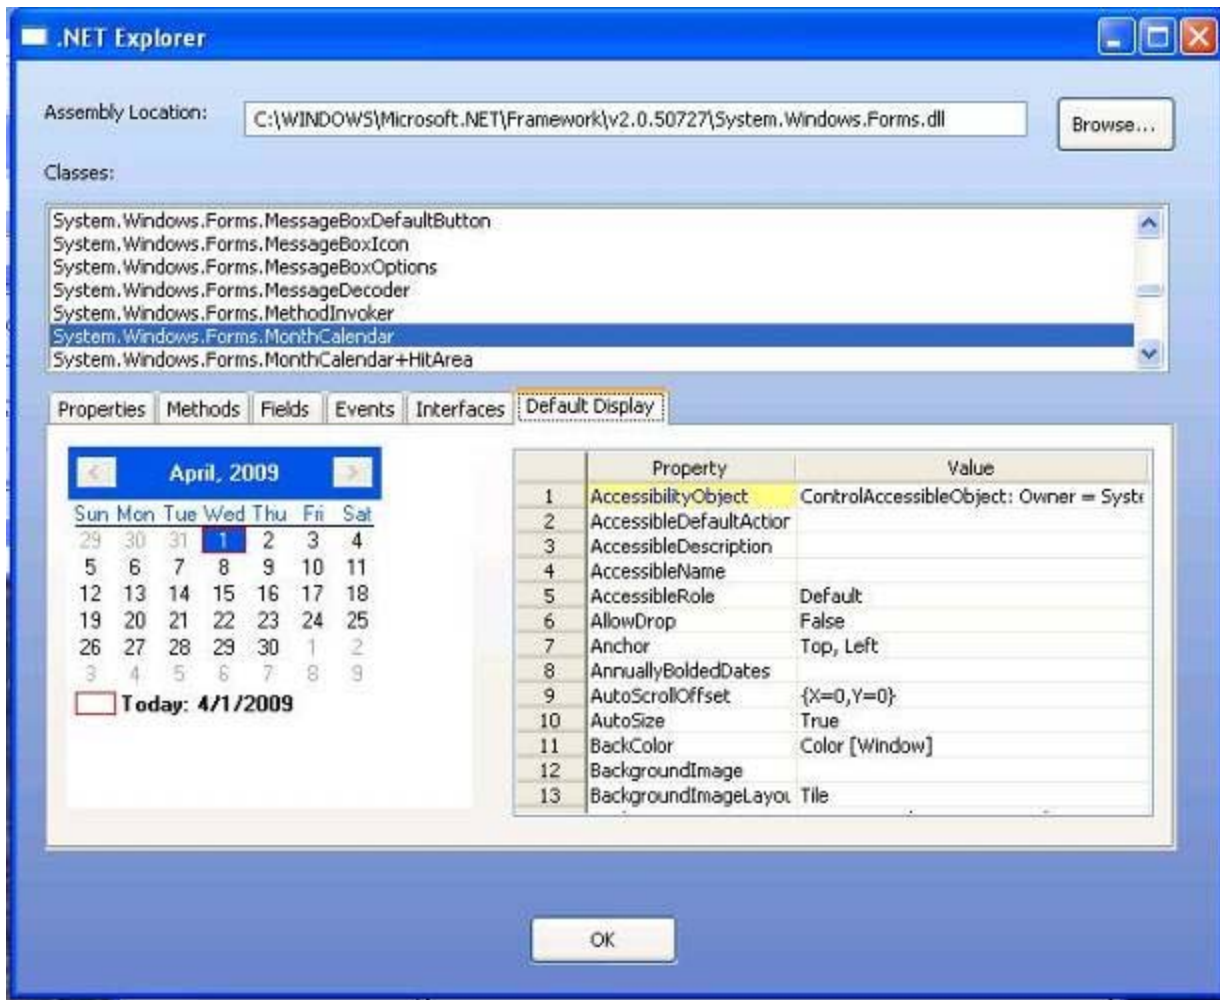 .NET Explorer
Assembly Location:
C:\WINDOWS\Microsoft.NET\Framework\v2.0.50727\System.Windows.Forms.dll
Browse...
Classes:
System.Windows.Forms.MessageBoxDefaultButton
System.Windows.Forms.MessageBoxIcon
System.Windows.Forms.MessageBoxOptions
System.Windows.Forms.MessageDecoder
System.Windows.Forms.MethodInvoker
System.Windows.Forms.MonthCalendar
System.Windows.Forms.MonthCalendar+HitArea
Properties Methods Fields Events Interfaces Default Display
April, 2009
Sun Mon Tue Wed Thu Fri Sat
29 30 31 1 2 3 4
5 6 7 8 9 10 11
12 13 14 15 16 17 18
19 20 21 22 23 24 25
26 27 28 29 30 1 2
3 4 5 6 7 8 9
Today: 4/1/2009
Property Value
1 AccessibilityObject ControlAccessibleObject: Owner = Syste
2 AccessibleDefaultAction
3 AccessibleDescription
4 AccessibleName
5 AccessibleRole Default
6 AllowDrop False
7 Anchor Top, Left
8 AnnuallyBoldedDates
9 AutoScrollOffset {X=0,Y=0}
10 AutoSize True
11 BackColor Color [Window]
12 BackgroundImage
13 BackgroundImageLayou Tile
OK